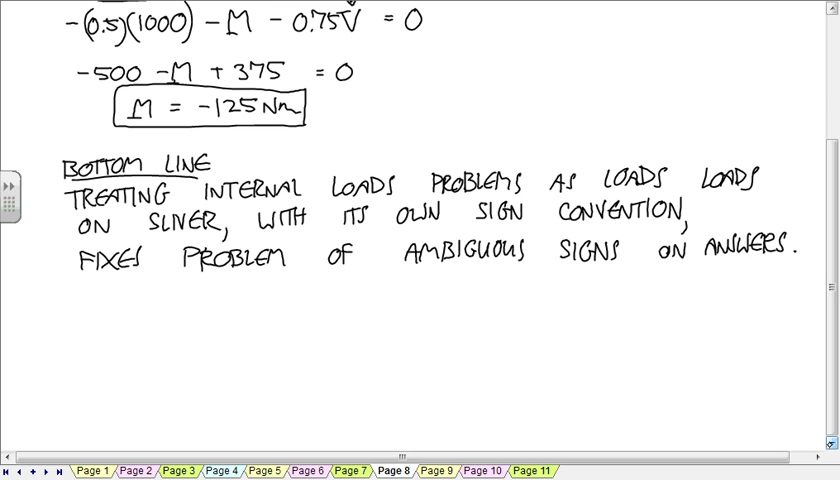 -(0.5)(1000) - M - 0.75V = 0
-500 - M + 375 = 0
M = -125 Nm
BOTTOM LINE
TREATING INTERNAL LOADS PROBLEMS AS LOADS LOADS
ON SLIVER, WITH ITS OWN SIGN CONVENTION,
FIXES PROBLEM OF AMBIGUOUS SIGNS ON ANSWERS.
Page 1 Page 2 Page 3 Page 4 Page 5 Page 6 Page 7 Page 8 Page 9 Page 10 Page 11